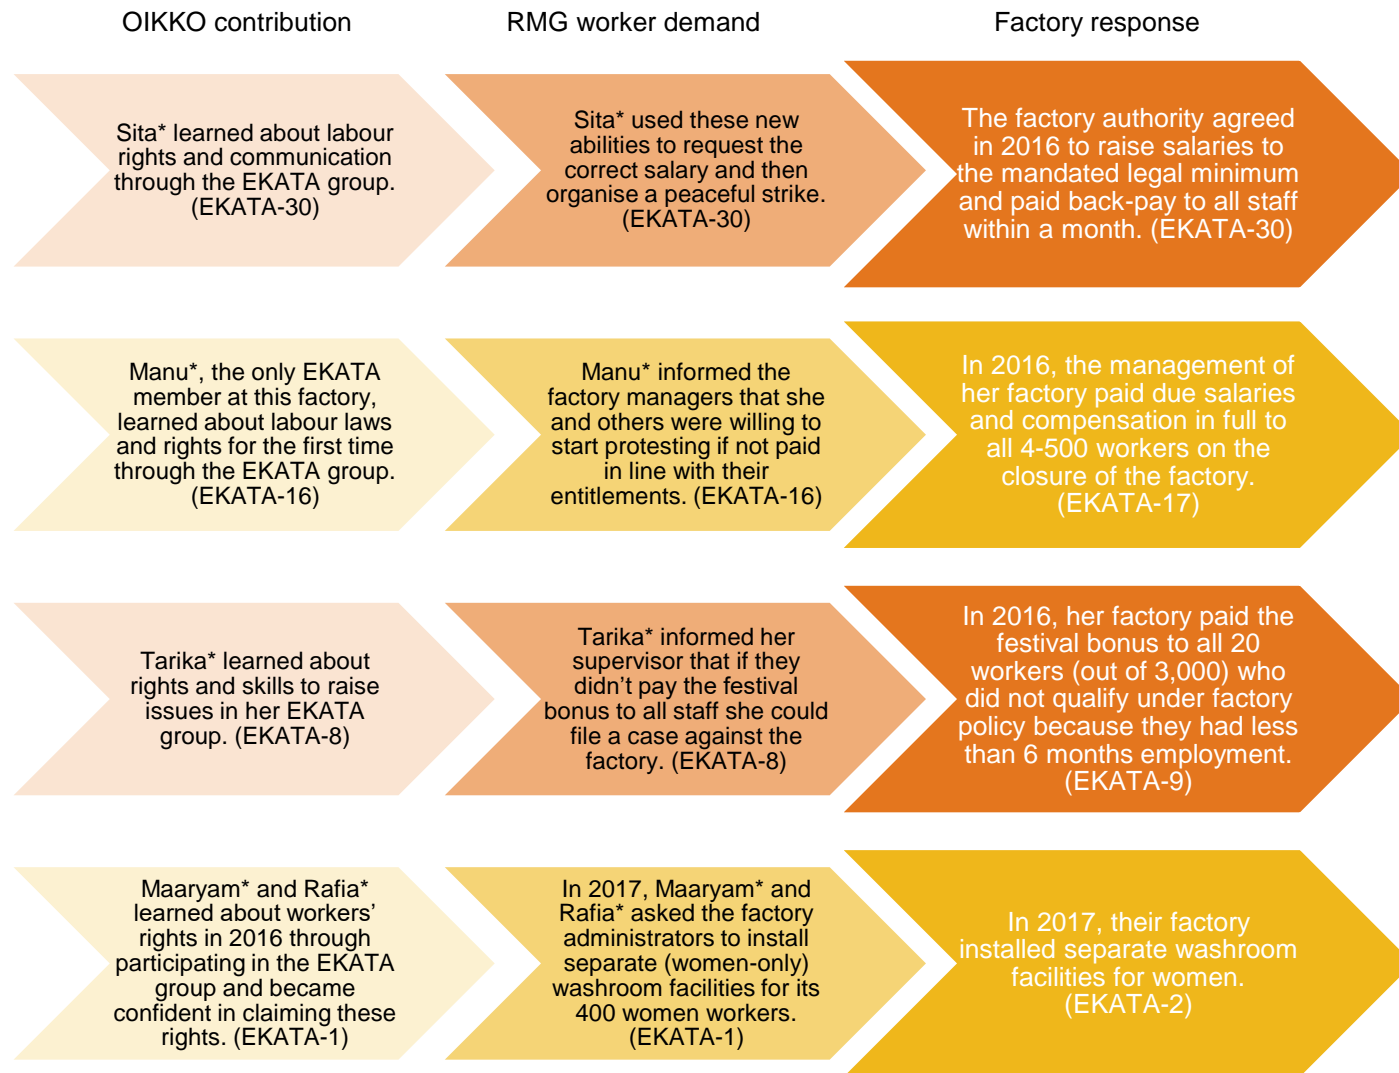 OIKKO contribution
RMG worker demand
Factory response
Sita* learned about labour
rights and communication
through the EKATA group.
(EKATA-30)
Sita* used these new
abilities to request the
correct salary and then
organise a peaceful strike.
(EKATA-30)
The factory authority agreed
in 2016 to raise salaries to
the mandated legal minimum
and paid back-pay to all staff
within a month. (EKATA-30)
Manu*, the only EKATA
member at this factory,
learned about labour laws
and rights for the first time
through the EKATA group.
(EKATA-16)
Manu* informed the
factory managers that she
and others were willing to
start protesting if not paid
in line with their
entitlements. (EKATA-16)
In 2016, the management of
her factory paid due salaries
and compensation in full to
all 4-500 workers on the
closure of the factory.
(EKATA-17)
Tarika* learned about
rights and skills to raise
issues in her EKATA
group. (EKATA-8)
Tarika* informed her
supervisor that if they
didn’t pay the festival
bonus to all staff she could
file a case against the
factory. (EKATA-8)
In 2016, her factory paid the
festival bonus to all 20
workers (out of 3,000) who
did not qualify under factory
policy because they had less
than 6 months employment.
(EKATA-9)
Maaryam* and Rafia*
learned about workers’
rights in 2016 through
participating in the EKATA
group and became
confident in claiming these
rights. (EKATA-1)
In 2017, Maaryam* and
Rafia* asked the factory
administrators to install
separate (women-only)
washroom facilities for its
400 women workers.
(EKATA-1)
In 2017, their factory
installed separate washroom
facilities for women.
(EKATA-2)